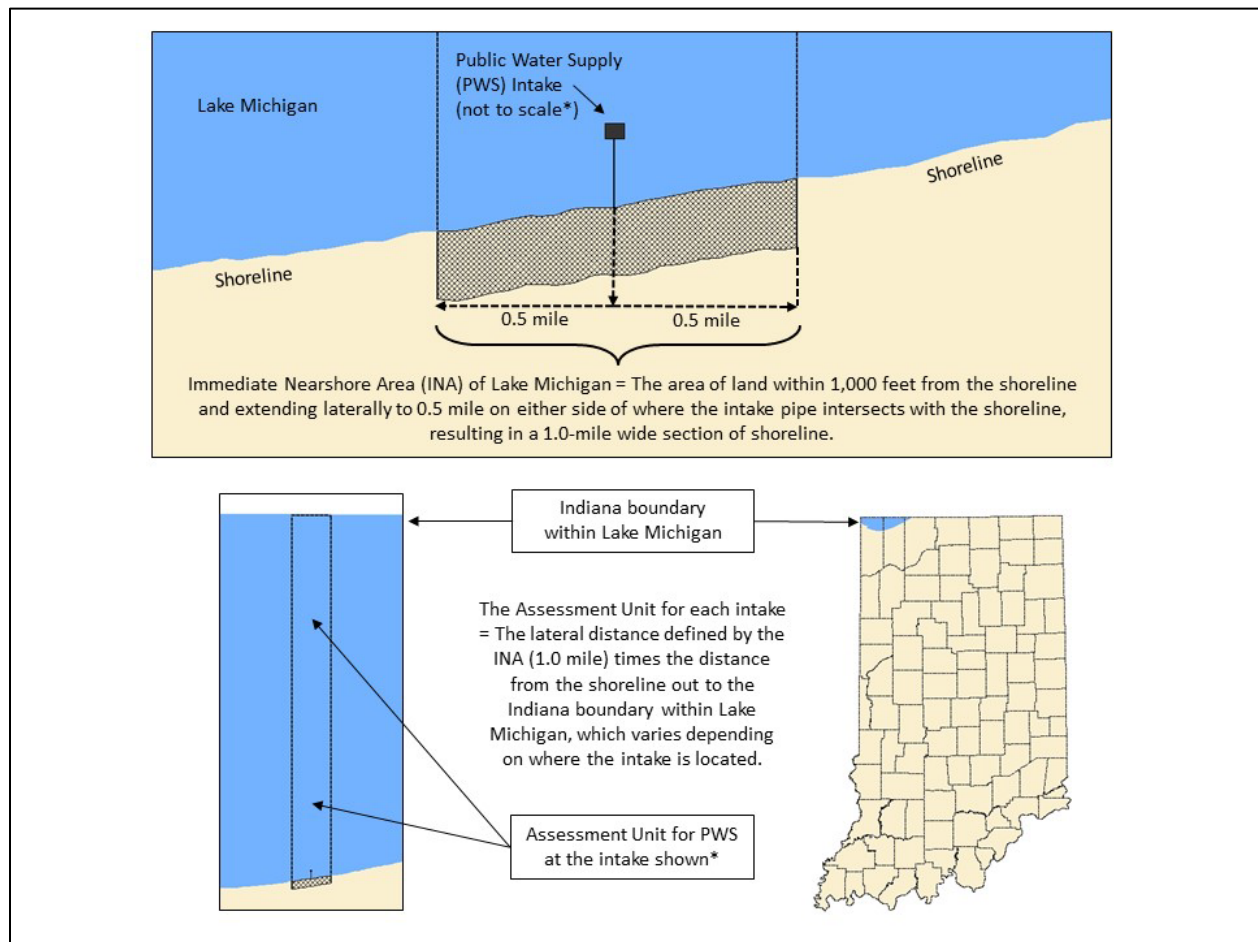 Public Water Supply
(PWS) Intake
(not to scale*)
Lake Michigan
Shoreline
Shoreline
0.5 mile
0.5 mile
Immediate Nearshore Area (INA) of Lake Michigan = The area of land within 1,000 feet from the shoreline
and extending laterally to 0.5 mile on either side of where the intake pipe intersects with the shoreline,
resulting in a 1.0-mile wide section of shoreline.
Indiana boundary
within Lake Michigan
The Assessment Unit for each intake
= The lateral distance defined by the
INA (1.0 mile) times the distance
from the shoreline out to the
Indiana boundary within Lake
Michigan, which varies depending
on where the intake is located.
Assessment Unit for PWS
at the intake shown*